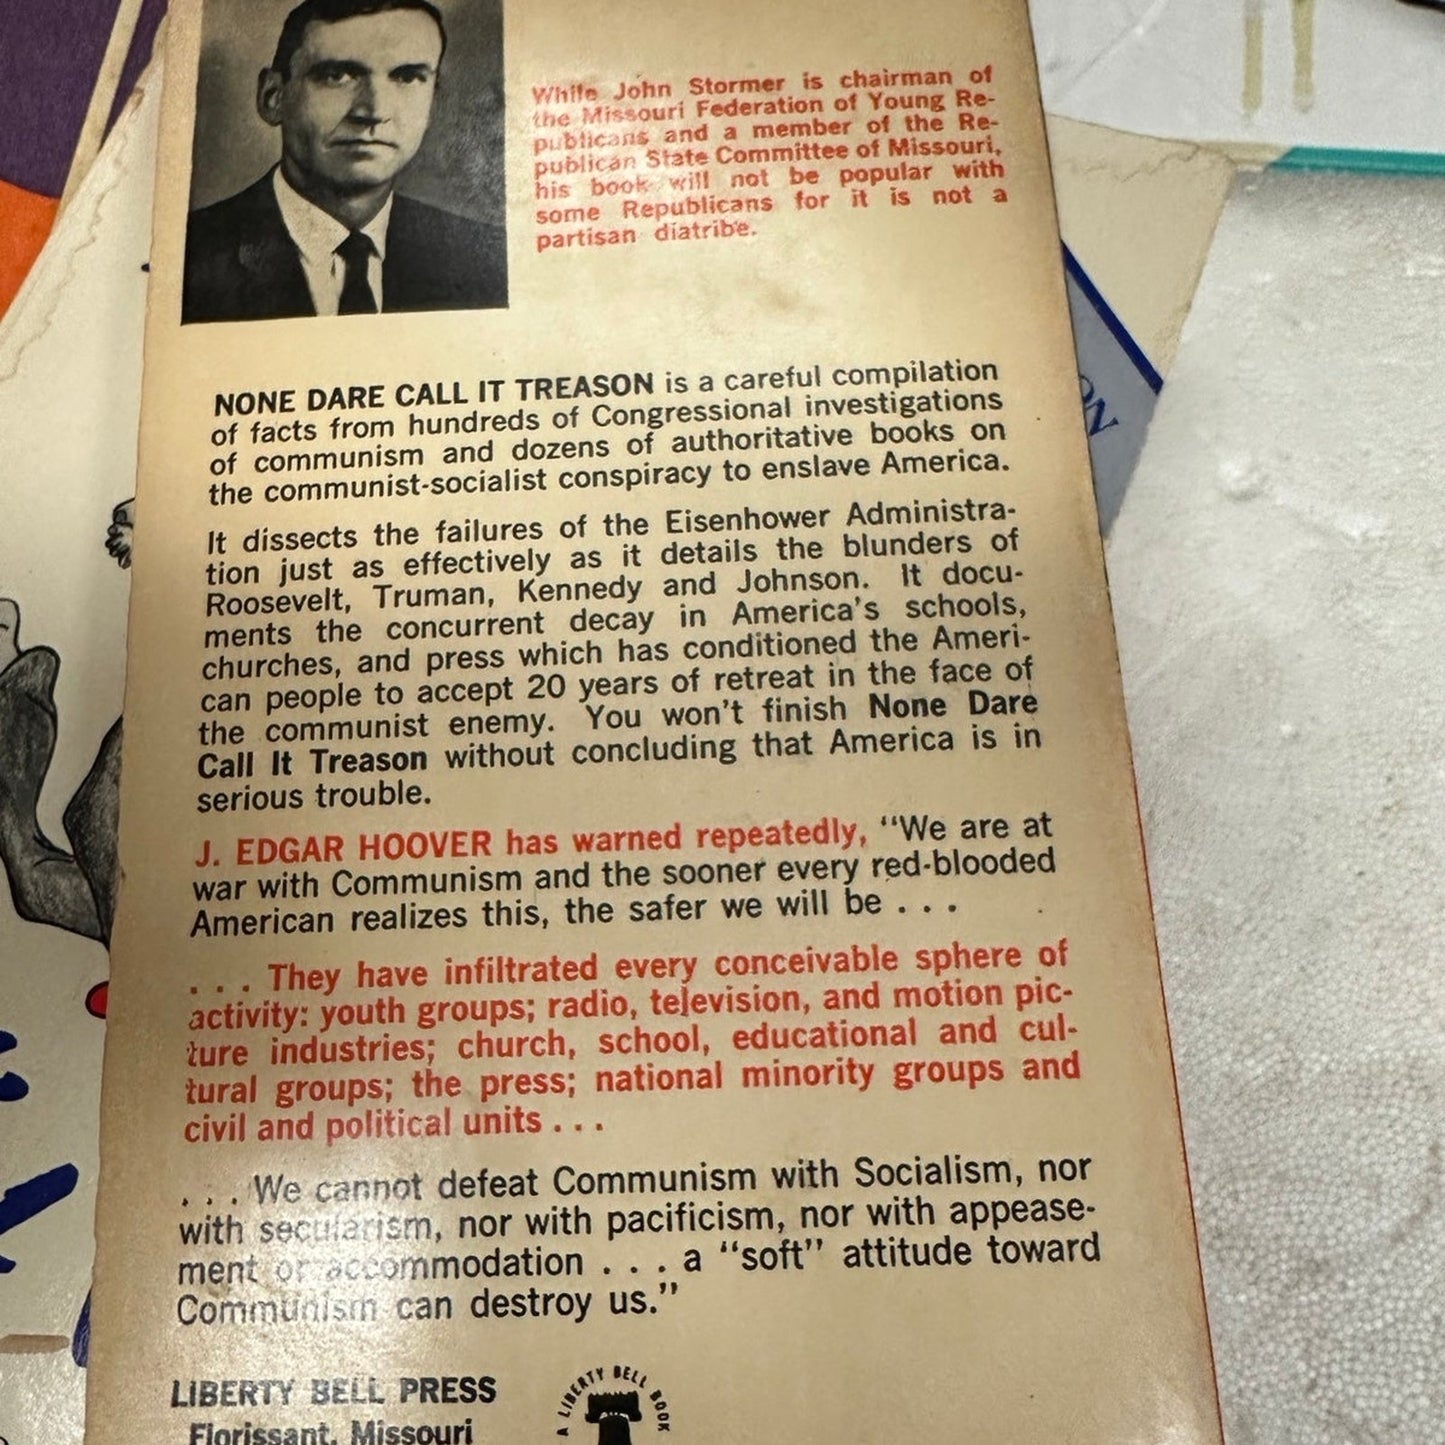 While John Stormer is chairman of
the Missouri Federation of Young Re-
publicans and a member of the Re-
publican State Committee of Missouri,
his book will not be popular with
some Republicans for it is not a
partisan diatribe.
NONE DARE CALL IT TREASON is a careful compilation
of facts from hundreds of Congressional investigations
of communism and dozens of authoritative books on
the communist-socialist conspiracy to enslave America.
It dissects the failures of the Eisenhower Administra-
tion just as effectively as it details the blunders of
Roosevelt, Truman, Kennedy and Johnson. It docu-
ments the concurrent decay in America's schools,
churches, and press which has conditioned the Ameri-
can people to accept 20 years of retreat in the face of
the communist enemy. You won't finish None Dare
Call It Treason without concluding that America is in
serious trouble.
J. EDGAR HOOVER has warned repeatedly, "We are at
war with Communism and the sooner every red-blooded
American realizes this, the safer we will be . . .
. . . They have infiltrated every conceivable sphere of
activity: youth groups; radio, television, and motion pic-
ture industries; church, school, educational and cul-
tural groups; the press; national minority groups and
civil and political units . . .
. . . We cannot defeat Communism with Socialism, nor
with secularism, nor with pacificism, nor with appease-
ment or accommodation . . . a "soft" attitude toward
Communism can destroy us."
LIBERTY BELL PRESS
Florissant, Missouri
A LIBERTY BELL BOOK
ON